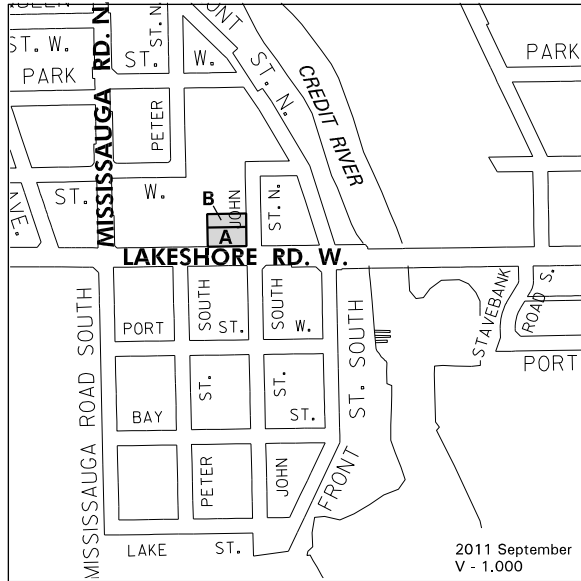 ST. W.
PARK
MISSISSAUGA RD. N.
ST. N.
ST. W.
PETER
ST. N.
CREDIT RIVER
PARK
AVE.
ST. W.
B
A
JOHN
ST. N.
LAKESHORE RD. W.
MISSISSAUGA ROAD SOUTH
PORT ST. W.
SOUTH
SOUTH
ST. SOUTH
STAVEBANK
ROAD S.
PORT
BAY ST.
ST.
ST.
PETER
JOHN
FRONT
LAKE ST.
2011 September
V - 1.000